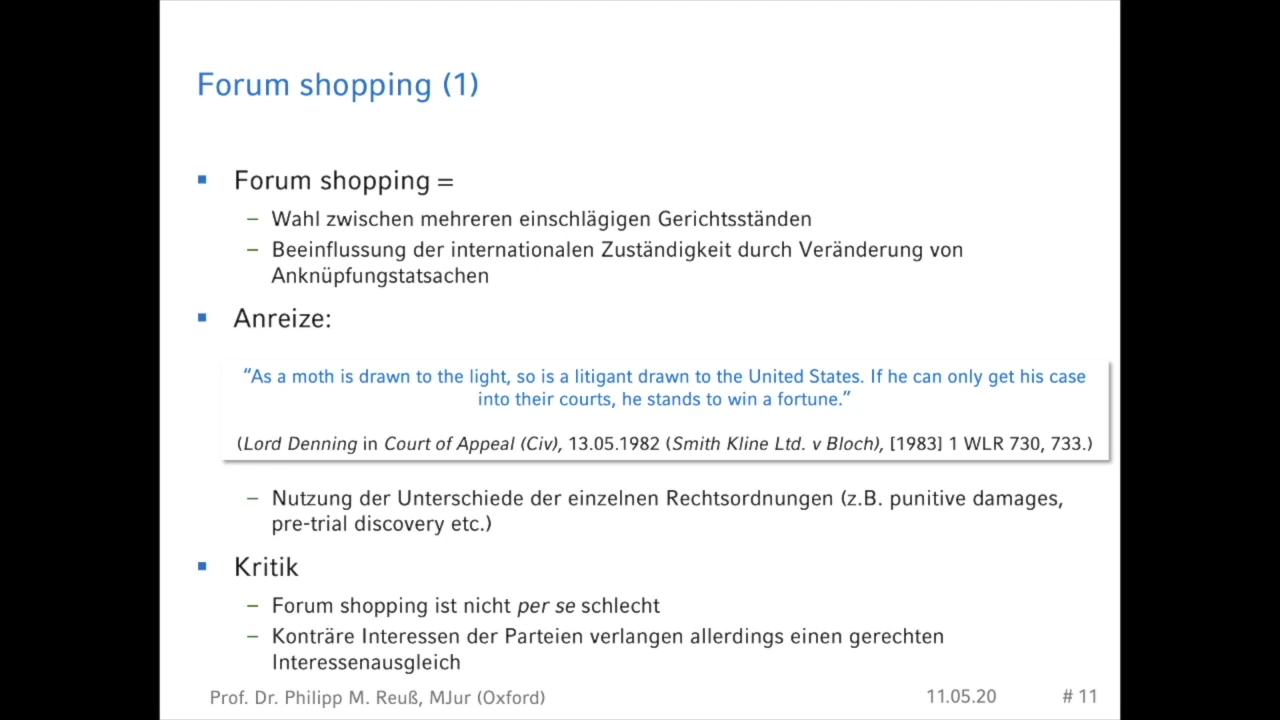 Forum shopping (1)
Forum shopping =
– Wahl zwischen mehreren einschlägigen Gerichtsständen
– Beeinflussung der internationalen Zuständigkeit durch Veränderung von
Anknüpfungstatsachen
Anreize:
“As a moth is drawn to the light, so is a litigant drawn to the United States. If he can only get his case
into their courts, he stands to win a fortune.”
(Lord Denning in Court of Appeal (Civ), 13.05.1982 (Smith Kline Ltd. v Bloch), [1983] 1 WLR 730, 733.)
– Nutzung der Unterschiede der einzelnen Rechtsordnungen (z.B. punitive damages,
pre-trial discovery etc.)
Kritik
– Forum shopping ist nicht per se schlecht
– Konträre Interessen der Parteien verlangen allerdings einen gerechten
Interessenausgleich
Prof. Dr. Philipp M. Reuß, MJur (Oxford) 11.05.20 # 11